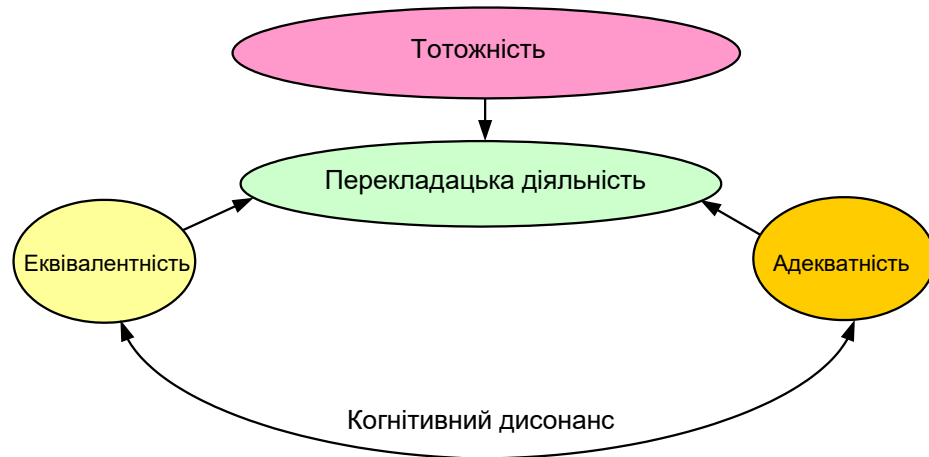 Тотожність
Перекладацька діяльність
Еквівалентність
Адекватність
Когнітивний дисонанс